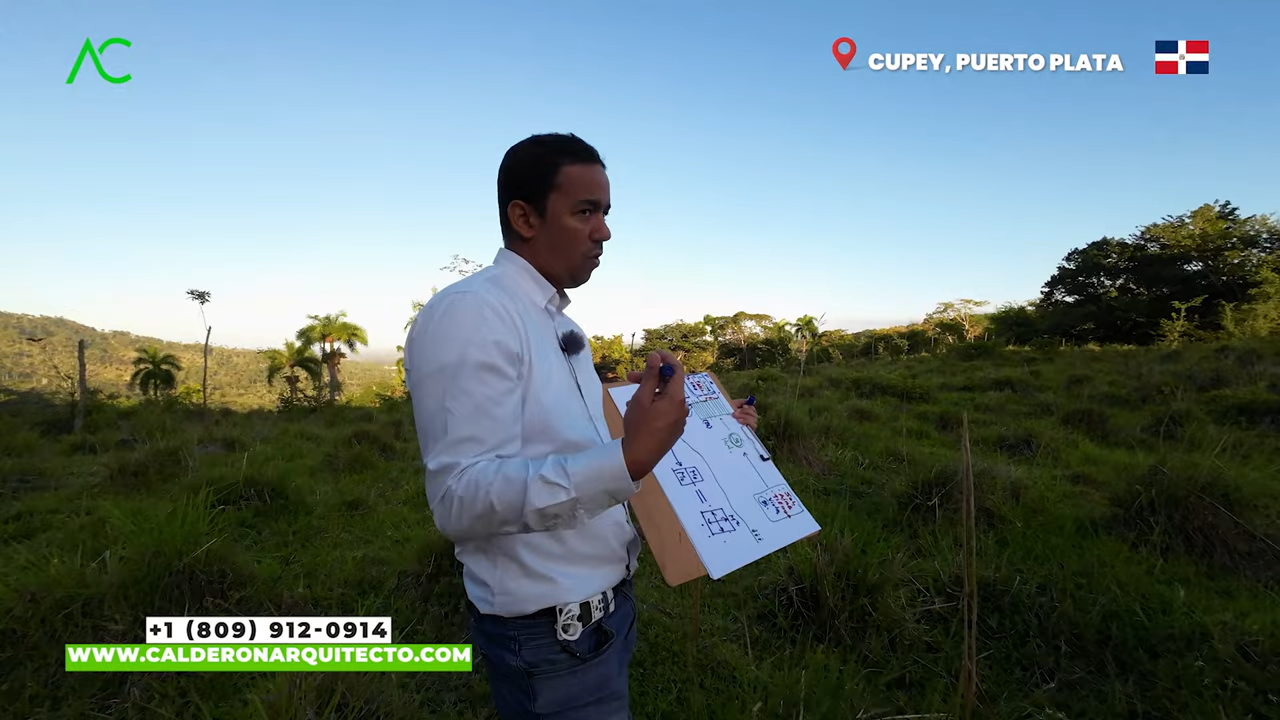 AC
CUPEY, PUERTO PLATA
+1 (809) 912-0914
WWW.CALDERONARQUITECTO.COM